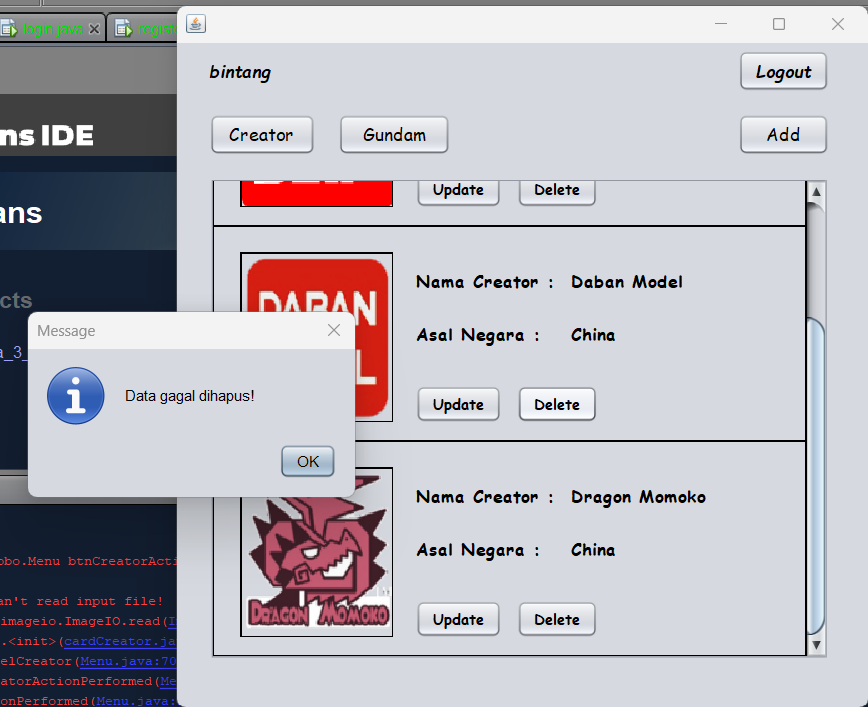 login.java
bintang
Logout
ns IDE
Creator
Gundam
Add
Update
Delete
ans
Nama Creator : Daban Model
cts
DABAN
Message
Asal Negara : China
a_3_
L
Data gagal dihapus!
Update
Delete
OK
Nama Creator : Dragon Momoko
obo.Menu btnCreatorActi
Asal Negara : China
an't read input file!
imageio.ImageIO.read(I
DRAGON MOMOKO
Update
Delete
.<init>(cardCreator.ja
elCreator(Menu.java:70
atorActionPerformed(Me
onPerformed(Menu.java: